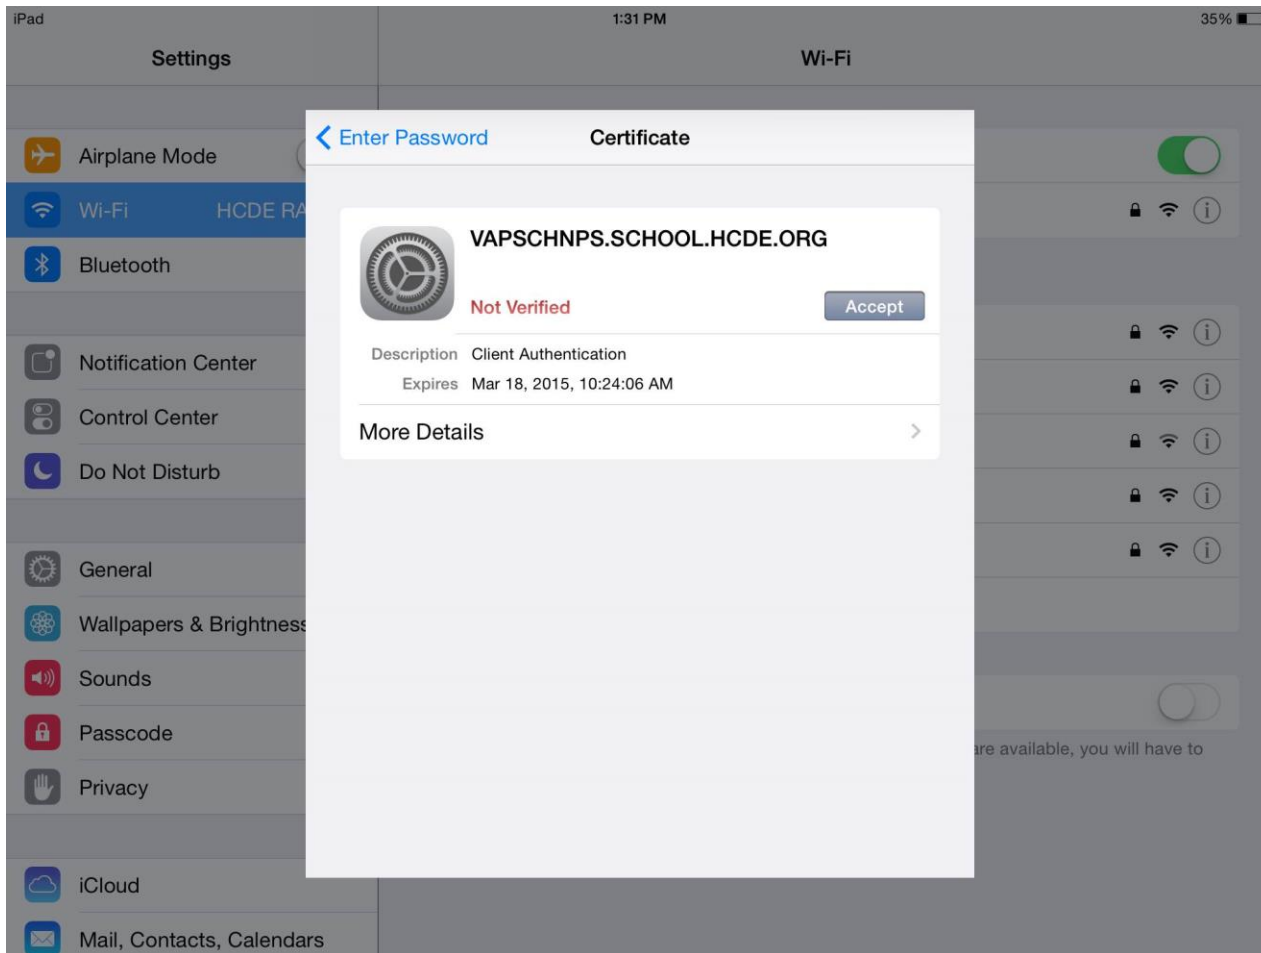 iPad 1:31 PM 35%
Settings Wi-Fi
Enter Password Certificate
Airplane Mode
Wi-Fi HCDE RA
Bluetooth
Notification Center
Control Center
Do Not Disturb
General
Wallpapers & Brightness
Sounds
Passcode
Privacy
iCloud
Mail, Contacts, Calendars
VAPSCHNPS.SCHOOL.HCDE.ORG
Not Verified Accept
Description Client Authentication
Expires Mar 18, 2015, 10:24:06 AM
More Details
are available, you will have to